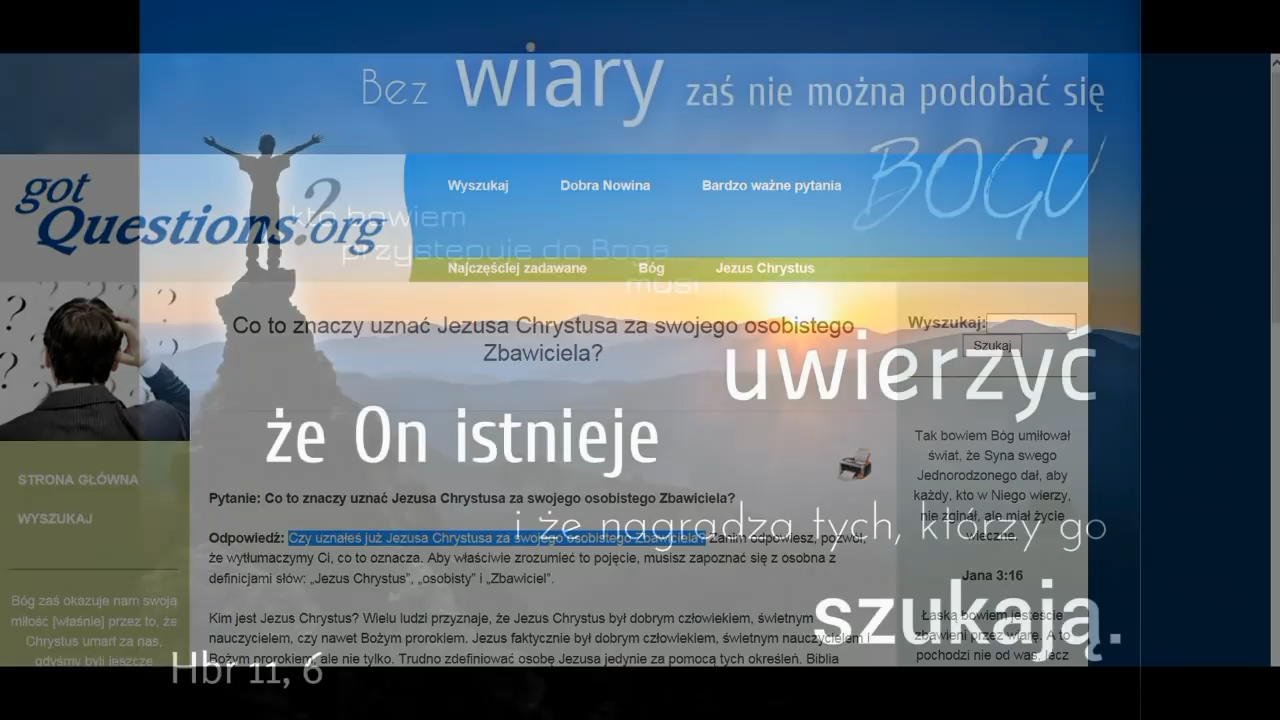 Bez wiary zaś nie można podobać się
BOGU
kto bowiem
przystępuje do Boga
musi
uwierzyć
że On istnieje
i że nagradza tych, którzy go
szukają.
Hbr 11, 6
got
Questions?.org
Wyszukaj Dobra Nowina Bardzo ważne pytania
Najczęściej zadawane Bóg Jezus Chrystus
Co to znaczy uznać Jezusa Chrystusa za swojego osobistego
Zbawiciela?
Wyszukaj:
Szukaj
STRONA GŁÓWNA
WYSZUKAJ
Bóg zaś okazuje nam swoją
miłość [właśnie] przez to, że
Chrystus umarł za nas,
gdyśmy byli jeszcze
Pytanie: Co to znaczy uznać Jezusa Chrystusa za swojego osobistego Zbawiciela?
Odpowiedź: Czy uznałeś już Jezusa Chrystusa za swojego osobistego Zbawiciela? Zanim odpowiesz, pozwól,
że wytłumaczymy Ci, co to oznacza. Aby właściwie zrozumieć to pojęcie, musisz zapoznać się z osobna z
definicjami słów: „Jezus Chrystus”, „osobisty” i „Zbawiciel”.
Kim jest Jezus Chrystus? Wielu ludzi przyznaje, że Jezus Chrystus był dobrym człowiekiem, świetnym
nauczycielem, czy nawet Bożym prorokiem. Jezus faktycznie był dobrym człowiekiem, świetnym nauczycielem i
Bożym prorokiem, ale nie tylko. Trudno zdefiniować osobę Jezusa jedynie za pomocą tych określeń. Biblia
Tak bowiem Bóg umiłował
świat, że Syna swego
Jednorodzonego dał, aby
każdy, kto w Niego wierzy,
nie zginął, ale miał życie
wieczne.
Jana 3:16
Łaską bowiem jesteście
zbawieni przez wiarę. A to
pochodzi nie od was, lecz